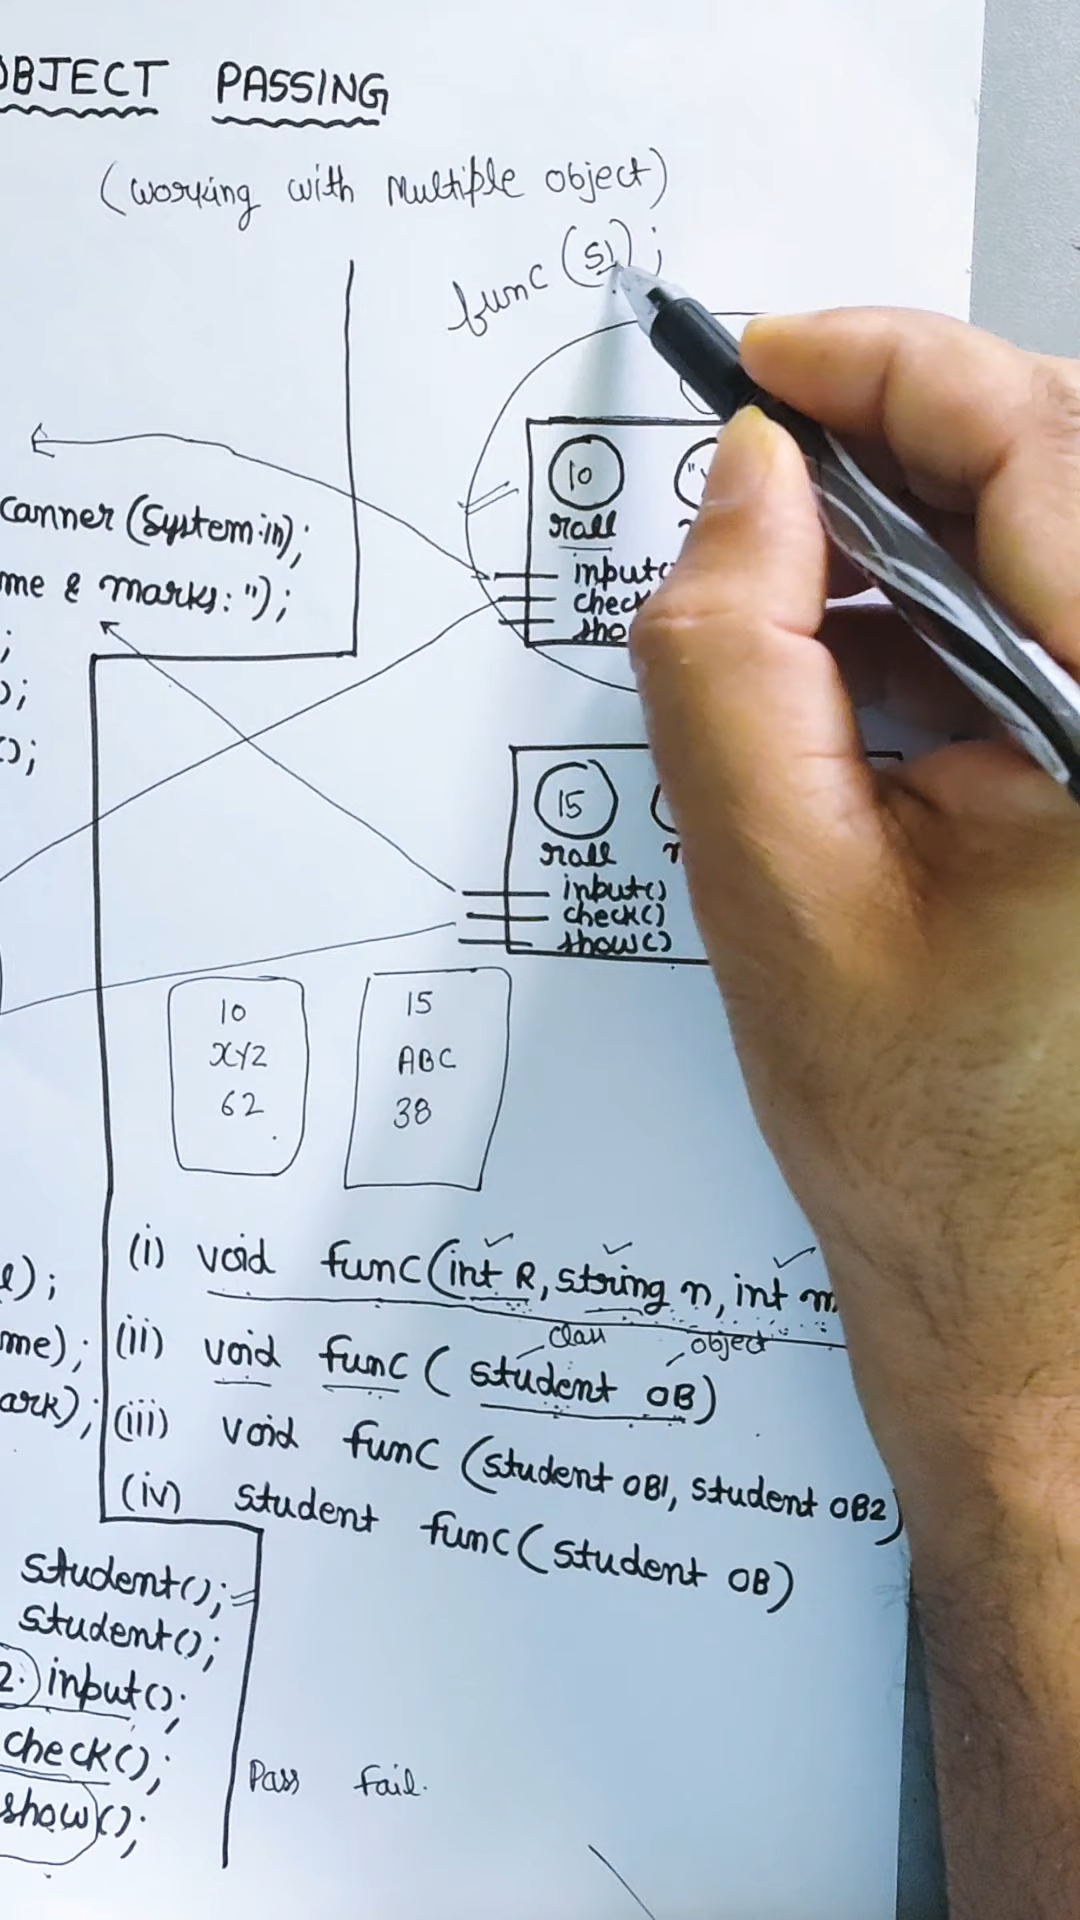 OBJECT PASSING
(Working with Multiple object)
func (S1);
10
roll
input(
check
sho
canner (System.in);
me & marks: ");
;
);
();
15
roll
input()
check()
show()
10
XYZ
62
15
ABC
38
(i) void func(int R, string n, int m
class object
(ii) void func ( student OB)
(iii) void func (student OB1, student OB2)
(iv) student func( student OB)
);
me);
ark);
student();
student();
2. input();
check();
show();
Pass Fail.